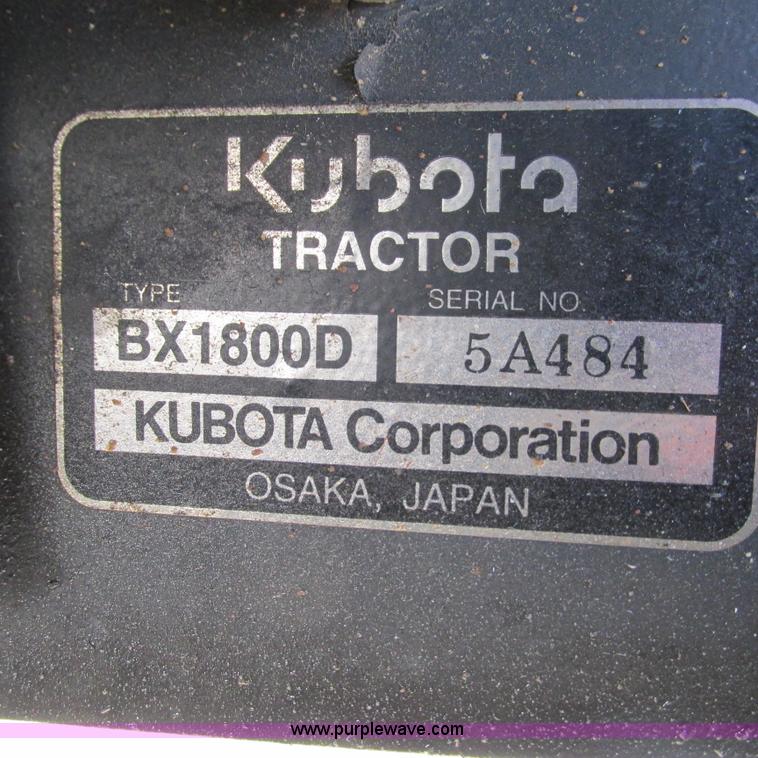 Kubota
TRACTOR
TYPE SERIAL NO.
BX1800D 5A484
KUBOTA Corporation
OSAKA, JAPAN
www.purplewave.com